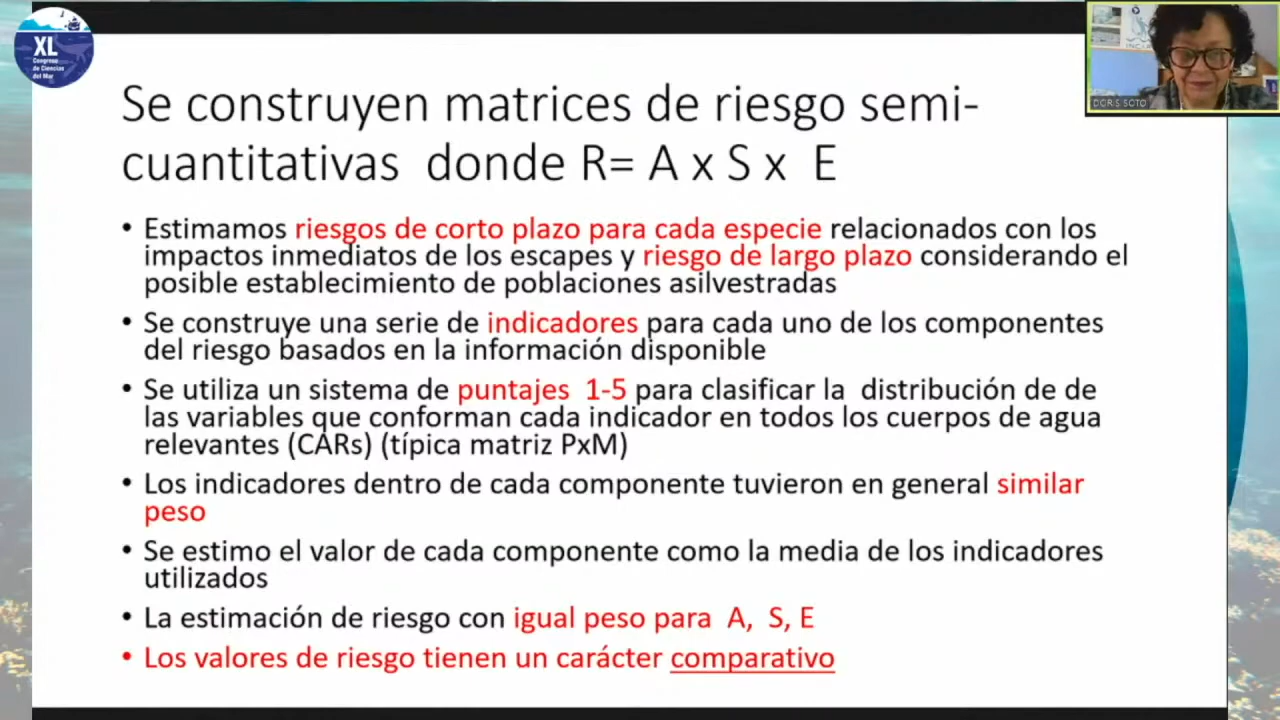 XL
Congreso
de Ciencias
del Mar
DORIS SOTO
Se construyen matrices de riesgo semi-
cuantitativas donde R= A x S x E
• Estimamos riesgos de corto plazo para cada especie relacionados con los
impactos inmediatos de los escapes y riesgo de largo plazo considerando el
posible establecimiento de poblaciones asilvestradas
• Se construye una serie de indicadores para cada uno de los componentes
del riesgo basados en la información disponible
• Se utiliza un sistema de puntajes 1-5 para clasificar la distribución de de
las variables que conforman cada indicador en todos los cuerpos de agua
relevantes (CARs) (típica matriz PxM)
• Los indicadores dentro de cada componente tuvieron en general similar
peso
• Se estimo el valor de cada componente como la media de los indicadores
utilizados
• La estimación de riesgo con igual peso para A, S, E
• Los valores de riesgo tienen un carácter comparativo